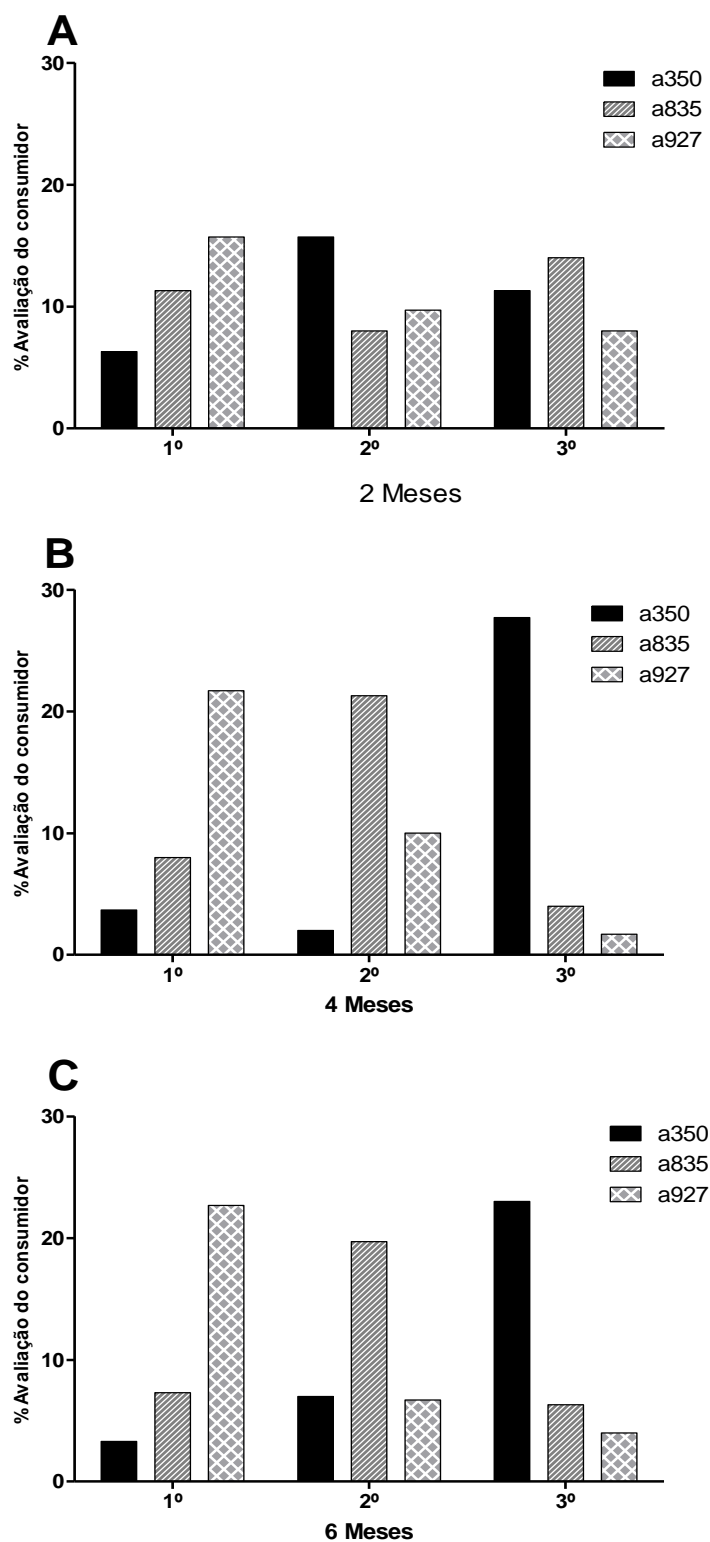 A
30
20
10
0
% Avaliação do consumidor
a350
a835
a927
1º 2º 3º
2 Meses
B
30
20
10
0
% Avaliação do consumidor
a350
a835
a927
1º 2º 3º
4 Meses
C
30
20
10
0
% Avaliação do consumidor
a350
a835
a927
1º 2º 3º
6 Meses